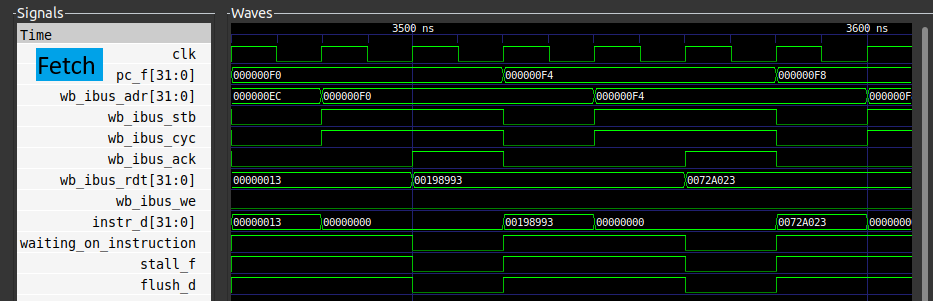 Signals
Waves
Time
3500 ns
3600 ns
Fetch
clk
pc_f[31:0]
000000F0
000000F4
000000F8
wb_ibus_adr[31:0]
000000EC
000000F0
000000F4
000000F
wb_ibus_stb
wb_ibus_cyc
wb_ibus_ack
wb_ibus_rdt[31:0]
00000013
00198993
0072A023
wb_ibus_we
instr_d[31:0]
00000013
00000000
00198993
00000000
0072A023
0000000
waiting_on_instruction
stall_f
flush_d